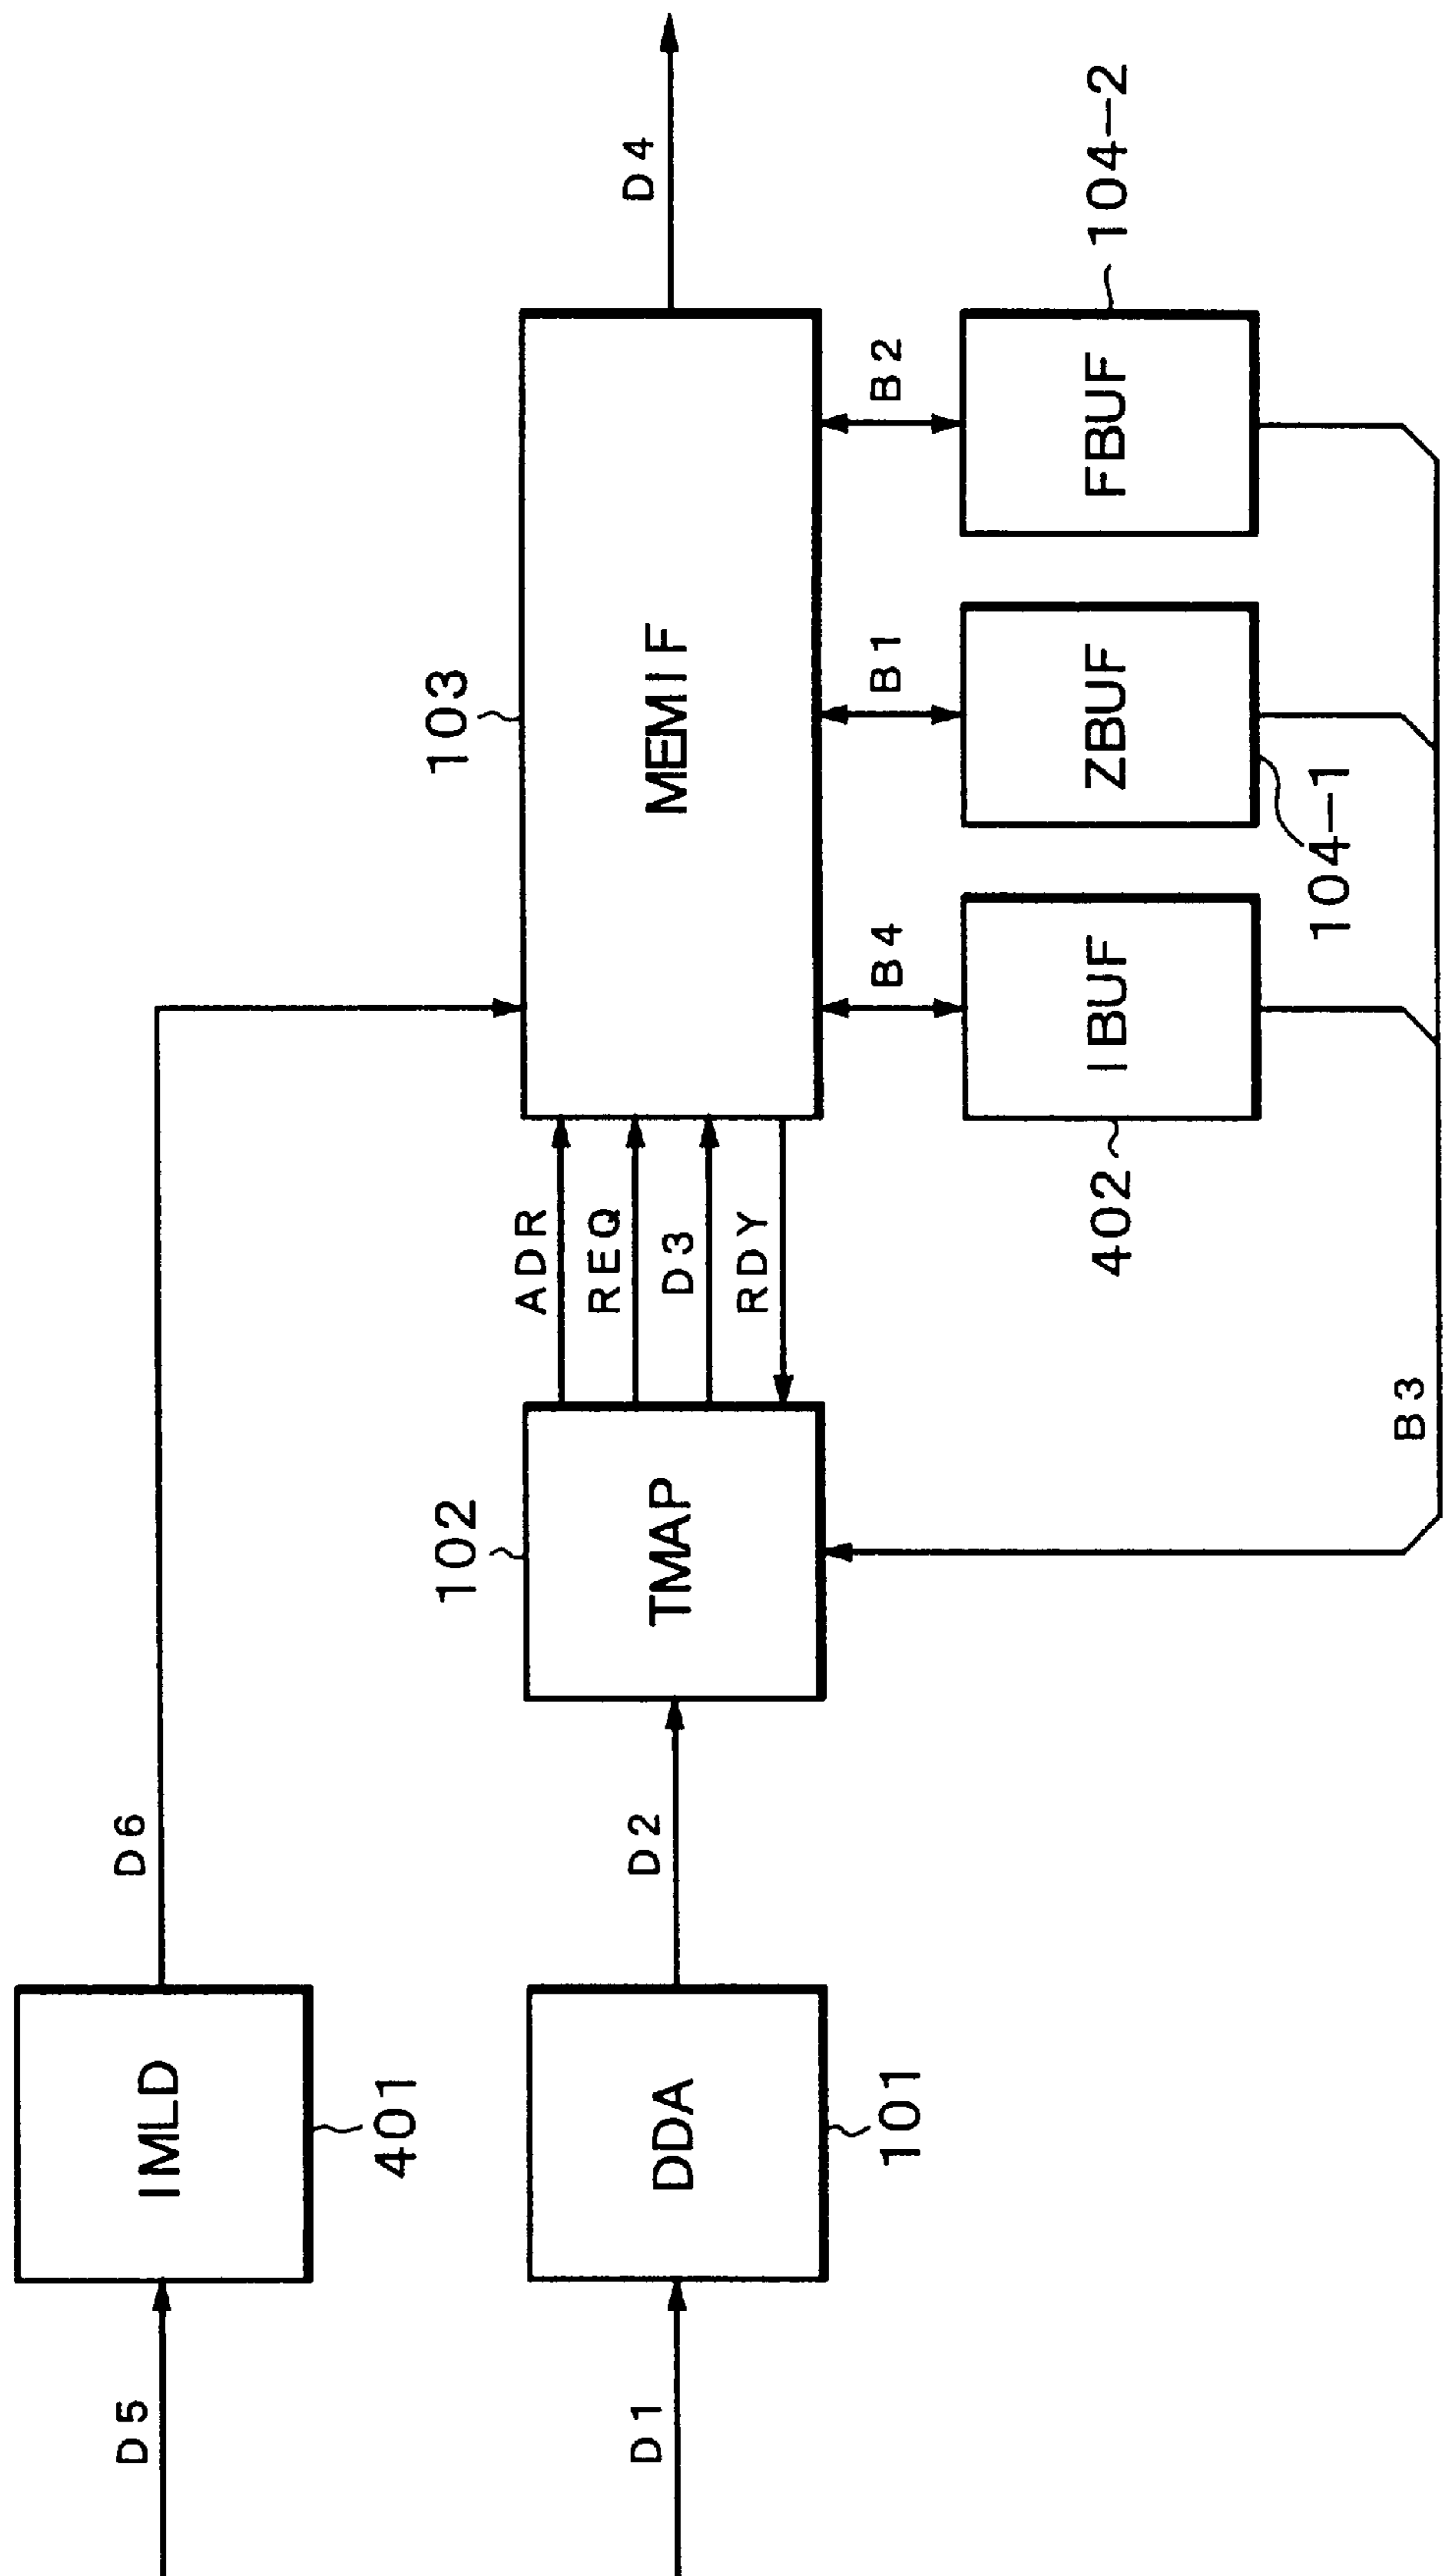 D5
IMLD
401
D6
D1
DDA
101
D2
TMAP
102
ADR
REQ
D3
RDY
103
MEMIF
D4
B4
B1
B2
IBUF
402
ZBUF
104-1
FBUF
104-2
B3